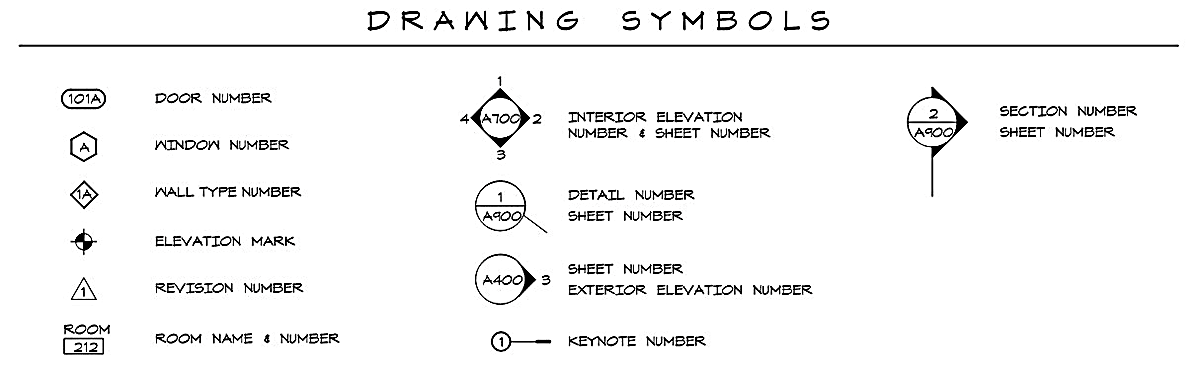 DRAWING SYMBOLS
101A DOOR NUMBER
A WINDOW NUMBER
1A WALL TYPE NUMBER
ELEVATION MARK
1 REVISION NUMBER
ROOM
212
ROOM NAME & NUMBER
1
4 A700 2
3
INTERIOR ELEVATION
NUMBER & SHEET NUMBER
1
A900
DETAIL NUMBER
SHEET NUMBER
A400 3
SHEET NUMBER
EXTERIOR ELEVATION NUMBER
1 KEYNOTE NUMBER
2
A900
SECTION NUMBER
SHEET NUMBER